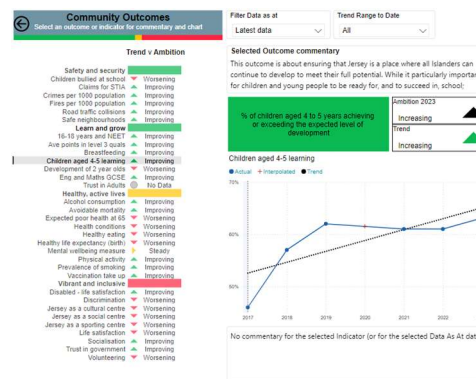 Community Outcomes
Select an outcome or indicator for commentary and chart
Trend v Ambition
Safety and security
Children bullied at school Worsening
Claims for STIA Improving
Crimes per 1000 population Improving
Fires per 1000 population Improving
Road traffic collisions Improving
Safe neighbourhoods Improving
Learn and grow
16-18 years and NEET Improving
Ave points in level 3 quals Improving
Breastfeeding Improving
Children aged 4-5 learning Improving
Development of 2 year olds Worsening
Eng and Maths GCSE Improving
Trust in Adults No Data
Healthy, active lives
Alcohol consumption Improving
Avoidable mortality Improving
Expected poor health at 65 Worsening
Health conditions Worsening
Healthy eating Worsening
Healthy life expectancy (birth) Worsening
Mental wellbeing measure Steady
Physical activity Improving
Prevalence of smoking Improving
Vaccination take up Improving
Vibrant and inclusive
Disabled - life satisfaction Improving
Discrimination Worsening
Jersey as a cultural centre Worsening
Jersey as a social centre Worsening
Jersey as a sporting centre Worsening
Life satisfaction Worsening
Socialisation Improving
Trust in government Improving
Volunteering Worsening
Filter Data as at
Latest data
Trend Range to Date
All
Selected Outcome commentary
This outcome is about ensuring that Jersey is a place where all Islanders can
continue to develop to meet their full potential. While it particularly importa
for children and young people to be ready for, and to succeed in, school;
% of children aged 4 to 5 years achieving
or exceeding the expected level of
development
Ambition 2023
Increasing
Trend
Increasing
Children aged 4-5 learning
Actual Interpolated Trend
70%
60%
50%
2017 2018 2019 2020 2021 2022
No commentary for the selected Indicator (or for the selected Data As At dat